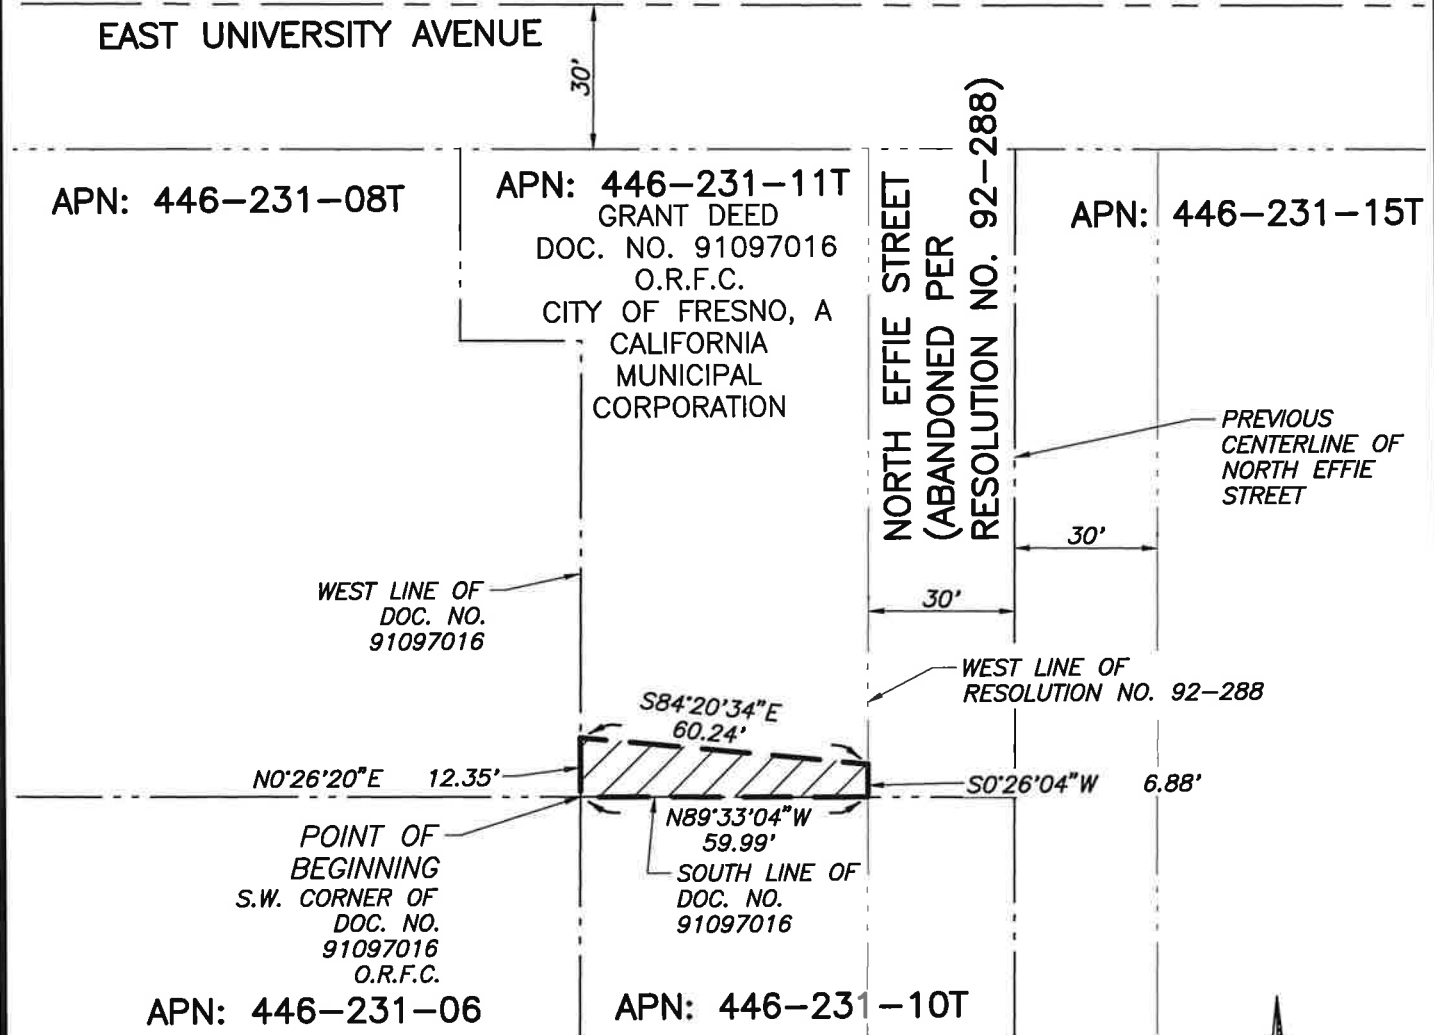 EAST UNIVERSITY AVENUE
30'
APN: 446-231-08T
APN: 446-231-11T
GRANT DEED
DOC. NO. 91097016
O.R.F.C.
CITY OF FRESNO, A
CALIFORNIA
MUNICIPAL
CORPORATION
NORTH EFFIE STREET
(ABANDONED PER
RESOLUTION NO. 92-288)
APN: 446-231-15T
PREVIOUS
CENTERLINE OF
NORTH EFFIE
STREET
30'
30'
WEST LINE OF
DOC. NO.
91097016
WEST LINE OF
RESOLUTION NO. 92-288
S84°20'34"E
60.24'
N0°26'20"E 12.35'
S0°26'04"W 6.88'
N89°33'04"W
59.99'
POINT OF
BEGINNING
S.W. CORNER OF
DOC. NO.
91097016
O.R.F.C.
SOUTH LINE OF
DOC. NO.
91097016
APN: 446-231-06
APN: 446-231-10T